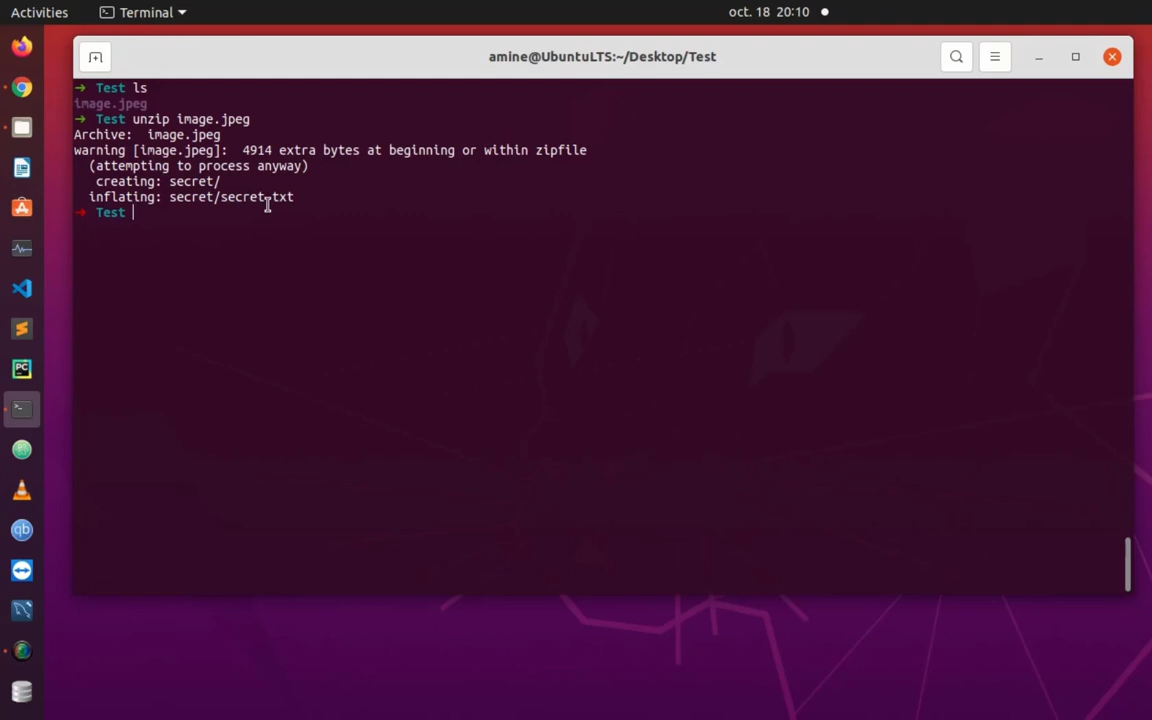 Activities
Terminal
oct. 18 20:10
amine@UbuntuLTS:~/Desktop/Test
➜ Test ls
image.jpeg
➜ Test unzip image.jpeg
Archive:  image.jpeg
warning [image.jpeg]:  4914 extra bytes at beginning or within zipfile
  (attempting to process anyway)
   creating: secret/
  inflating: secret/secret.txt
➜ Test
PC
qb